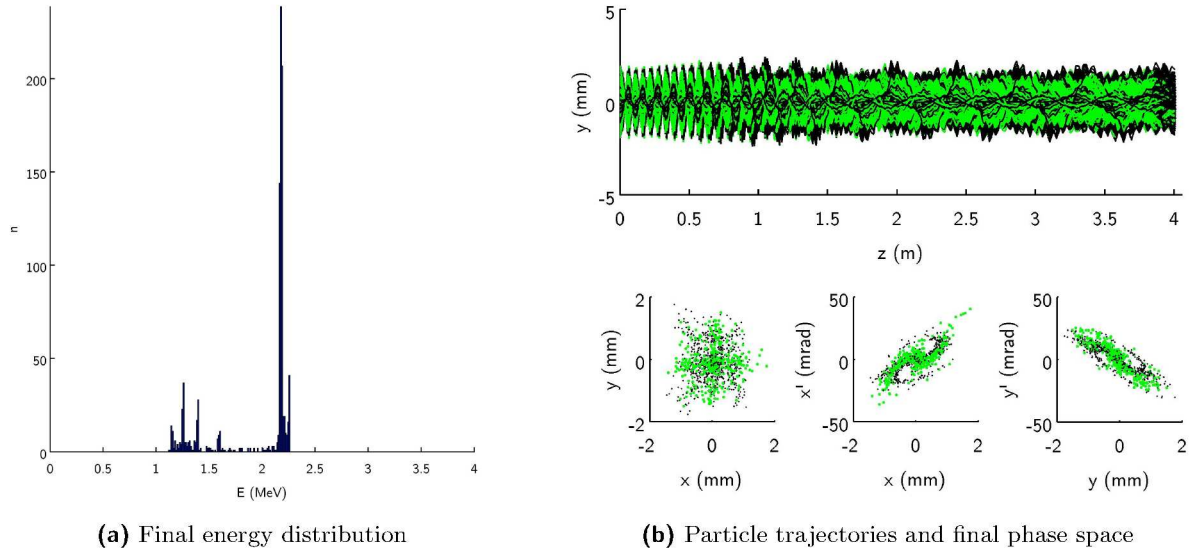 200
150
n
100
50
0
0 0.5 1 1.5 2 2.5 3 3.5 4
E (MeV)
(a) Final energy distribution
5
y (mm)
0
-5
0 0.5 1 1.5 2 2.5 3 3.5 4
z (m)
2
y (mm)
0
-2
-2 0 2
x (mm)
50
x' (mrad)
0
-50
-2 0 2
x (mm)
50
y' (mrad)
0
-50
-2 0 2
y (mm)
(b) Particle trajectories and final phase space